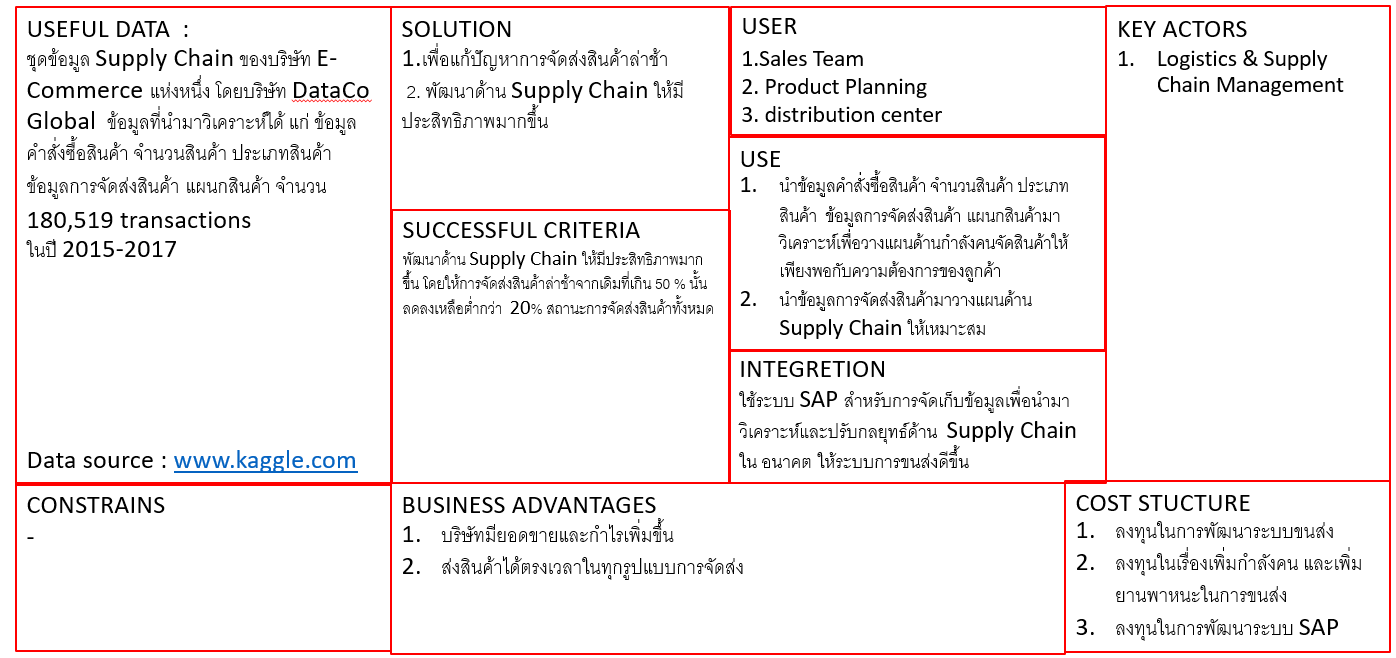 USEFUL DATA :
ชุดข้อมูล Supply Chain ของบริษัท E-
Commerce แห่งหนึ่ง โดยบริษัท DataCo
Global ข้อมูลที่นำมาวิเคราะห์ได้ แก่ ข้อมูล
คำสั่งซื้อสินค้า จำนวนสินค้า ประเภทสินค้า
ข้อมูลการจัดส่งสินค้า แผนกสินค้า จำนวน
180,519 transactions
ในปี 2015-2017
Data source : www.kaggle.com
SOLUTION
1.เพื่อแก้ปัญหาการจัดส่งสินค้าล่าช้า
2. พัฒนาด้าน Supply Chain ให้มี
ประสิทธิภาพมากขึ้น
SUCCESSFUL CRITERIA
พัฒนาด้าน Supply Chain ให้มีประสิทธิภาพมาก
ขึ้น โดยให้การจัดส่งสินค้าล่าช้าจากเดิมที่เกิน 50 % นั้น
ลดลงเหลือต่ำกว่า 20% สถานะการจัดส่งสินค้าทั้งหมด
USER
1.Sales Team
2. Product Planning
3. distribution center
USE
1. นำข้อมูลคำสั่งซื้อสินค้า จำนวนสินค้า ประเภท
สินค้า ข้อมูลการจัดส่งสินค้า แผนกสินค้ามา
วิเคราะห์เพื่อวางแผนด้านกำลังคนจัดสินค้าให้
เพียงพอกับความต้องการของลูกค้า
2. นำข้อมูลการจัดส่งสินค้ามาวางแผนด้าน
Supply Chain ให้เหมาะสม
INTEGRETION
ใช้ระบบ SAP สำหรับการจัดเก็บข้อมูลเพื่อนำมา
วิเคราะห์และปรับกลยุทธ์ด้าน Supply Chain
ใน อนาคต ให้ระบบการขนส่งดีขึ้น
KEY ACTORS
1. Logistics & Supply
Chain Management
CONSTRAINS
-
BUSINESS ADVANTAGES
1. บริษัทมียอดขายและกำไรเพิ่มขึ้น
2. ส่งสินค้าได้ตรงเวลาในทุกรูปแบบการจัดส่ง
COST STUCTURE
1. ลงทุนในการพัฒนาระบบขนส่ง
2. ลงทุนในเรื่องเพิ่มกำลังคน และเพิ่ม
ยานพาหนะในการขนส่ง
3. ลงทุนในการพัฒนาระบบ SAP